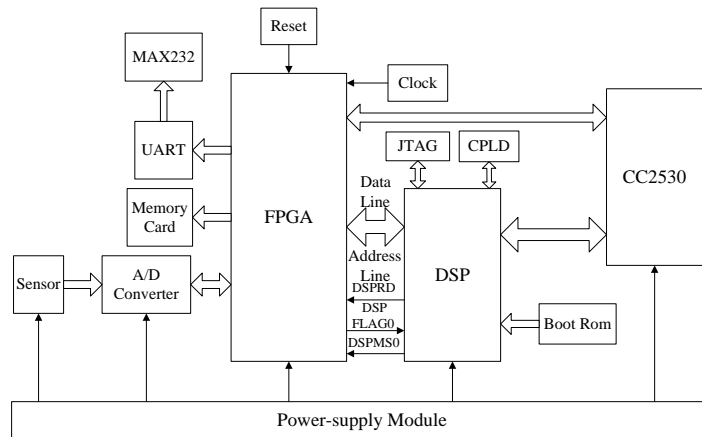 Reset
MAX232
Clock
UART
JTAG
CPLD
CC2530
Data
Line
Memory
Card
FPGA
Address
Line
DSP
Sensor
A/D
Converter
DSPRD
DSP
FLAG0
DSPMS0
Boot Rom
Power-supply Module